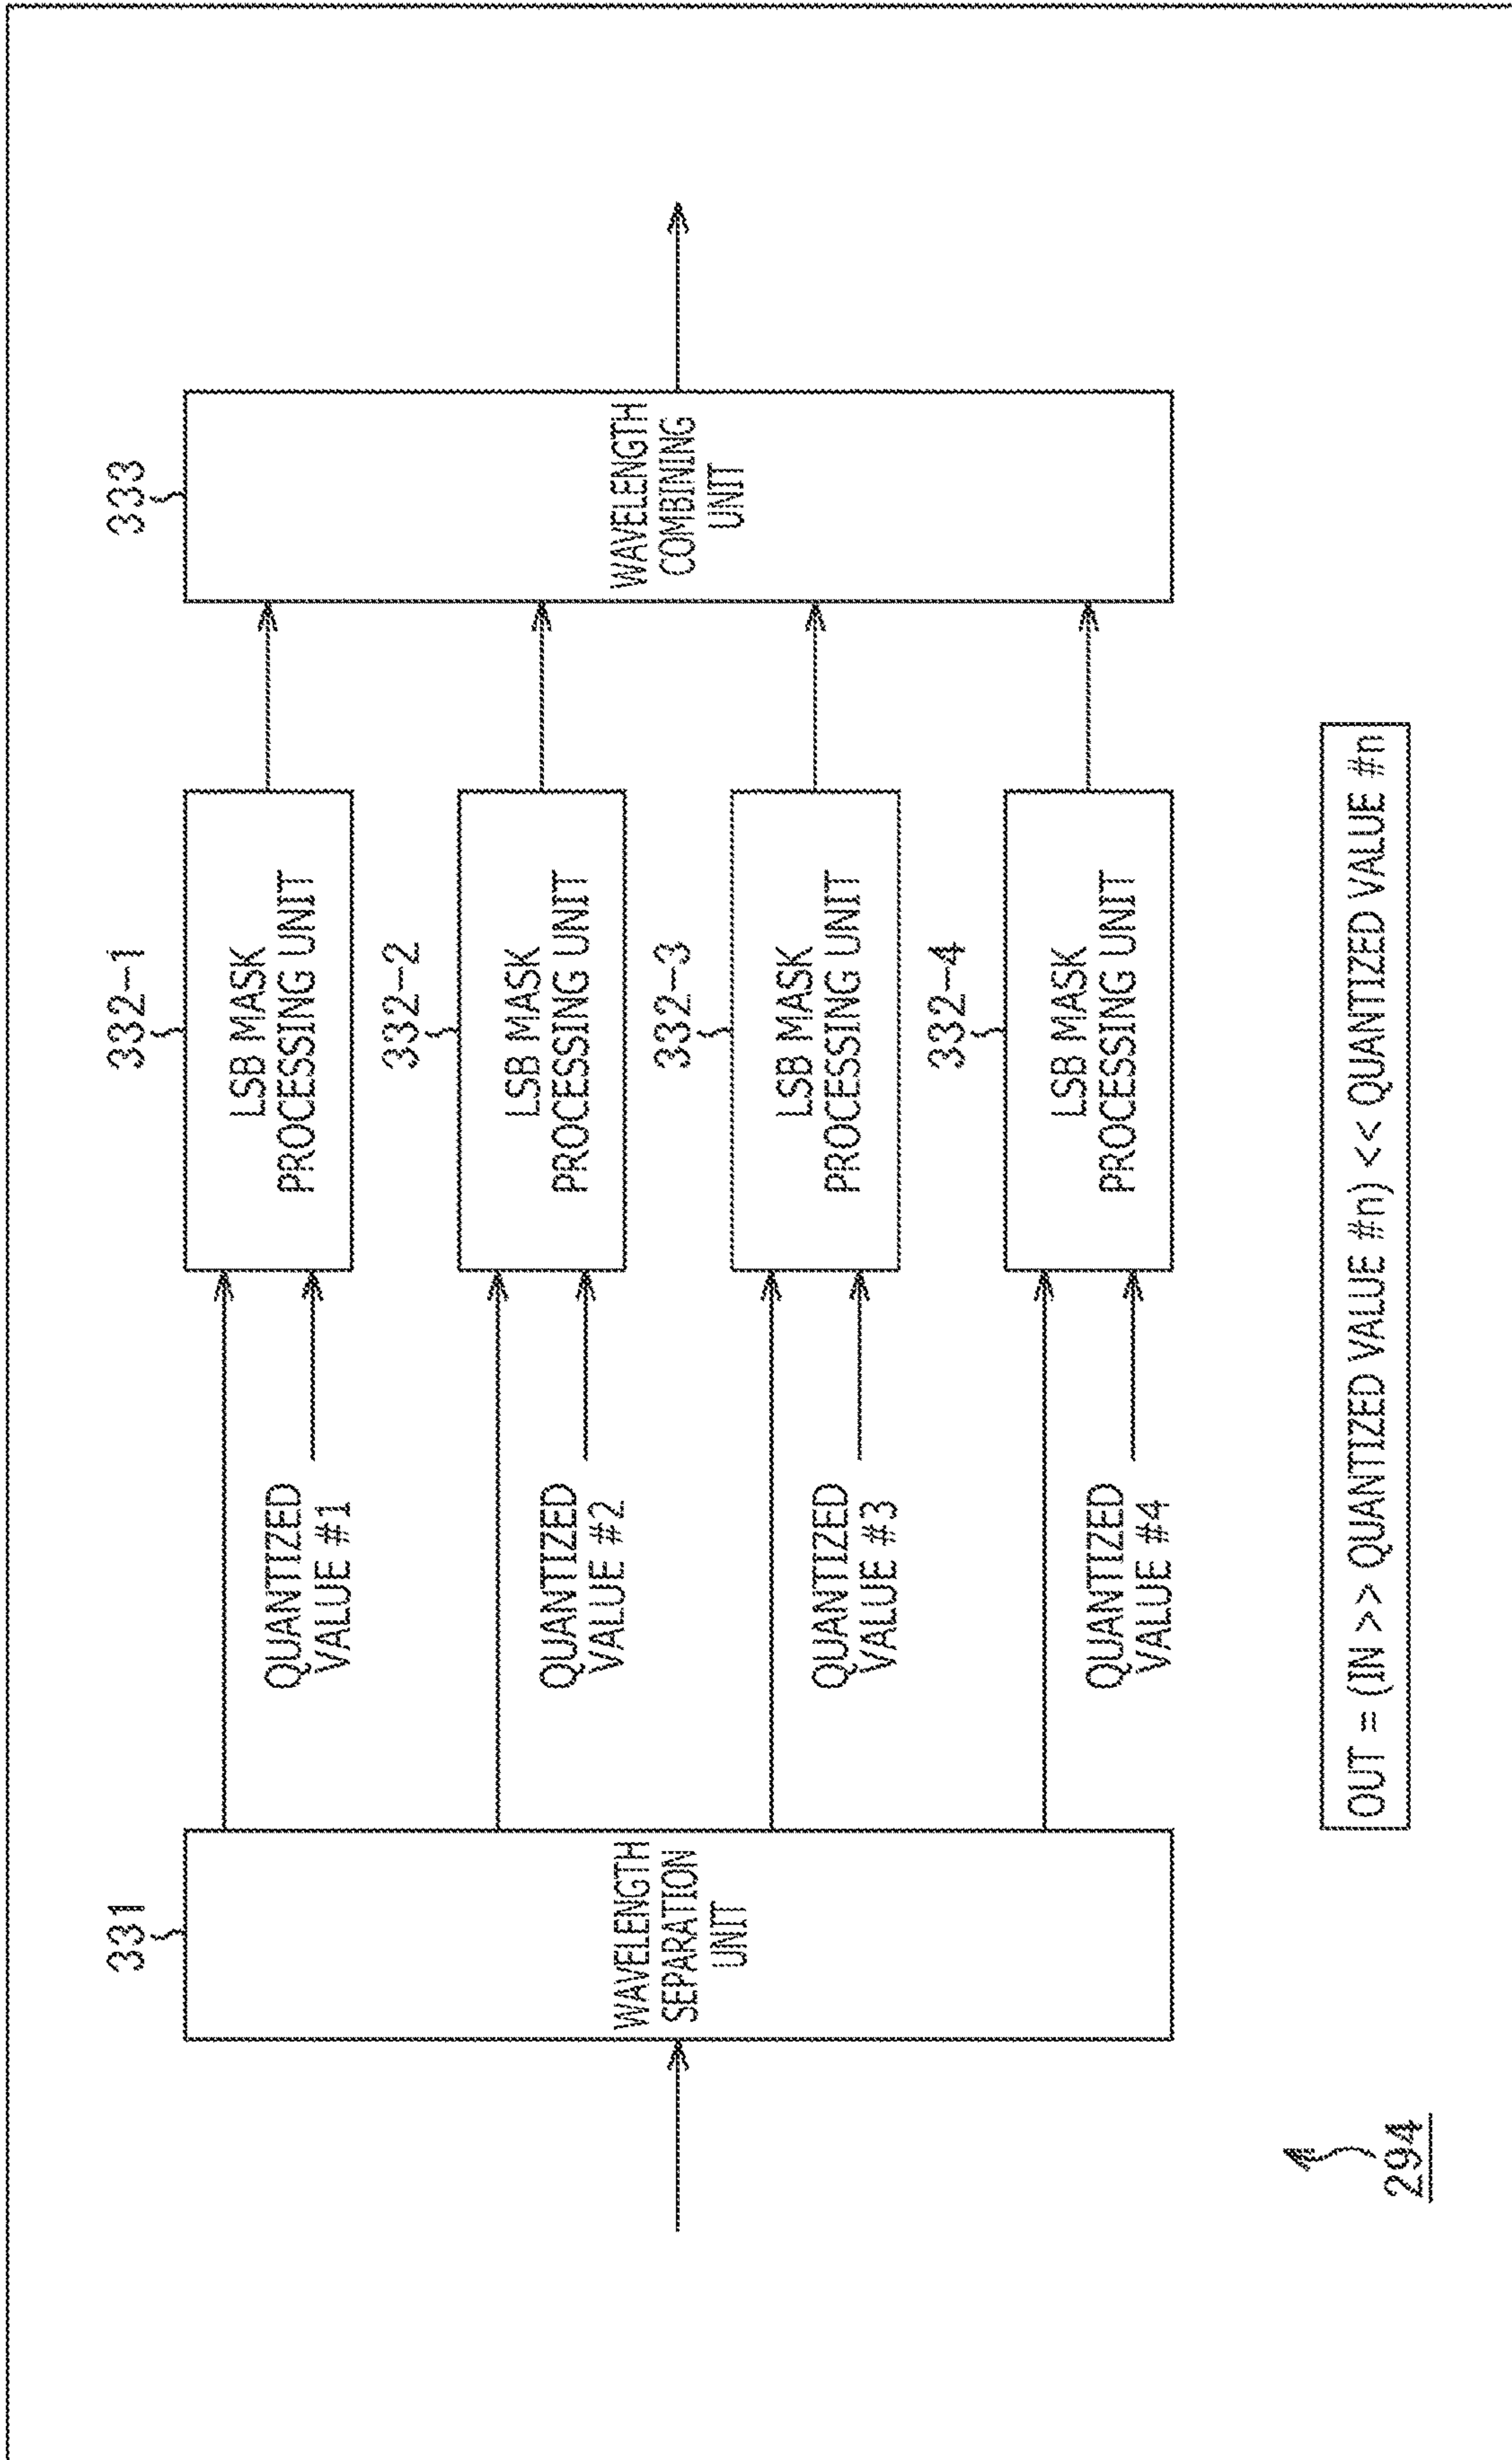 331
WAVELENGTH
SEPARATION
UNIT
QUANTIZED
VALUE #1
QUANTIZED
VALUE #2
QUANTIZED
VALUE #3
QUANTIZED
VALUE #4
332-1
LSB MASK
PROCESSING UNIT
332-2
LSB MASK
PROCESSING UNIT
332-3
LSB MASK
PROCESSING UNIT
332-4
LSB MASK
PROCESSING UNIT
333
WAVELENGTH
COMBINING
UNIT
OUT = (IN >> QUANTIZED VALUE #n) << QUANTIZED VALUE #n
294